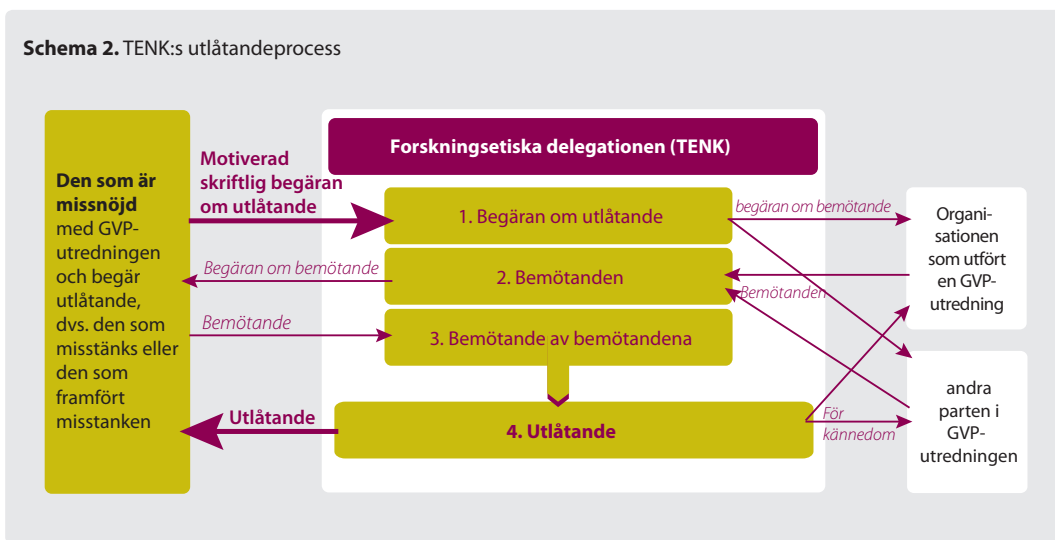 Schema 2. TENK:s utlåtandeprocess
Den som är
missnöjd
med GVP-
utredningen
och begär
utlåtande,
dvs. den som
misstänks eller
den som
framfört
misstanken
Motiverad
skriftlig begäran
om utlåtande
Begäran om bemötande
Bemötande
Utlåtande
Forskningsetiska delegationen (TENK)
1. Begäran om utlåtande
2. Bemötanden
3. Bemötande av bemötandena
4. Utlåtande
begäran om bemötande
Bemötanden
För
kännedom
Organi-
sationen
som utfört
en GVP-
utredning
andra
parten i
GVP-
utredningen